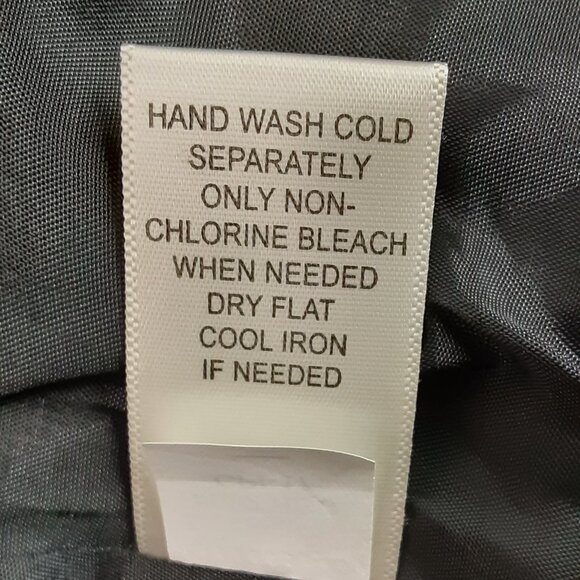 HAND WASH COLD
SEPARATELY
ONLY NON-
CHLORINE BLEACH
WHEN NEEDED
DRY FLAT
COOL IRON
IF NEEDED